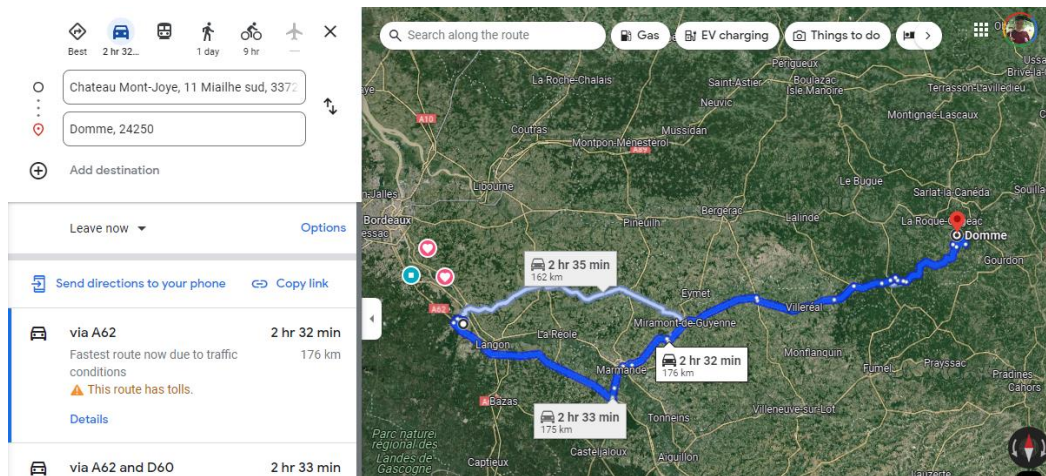 Best
2 hr 32...
1 day
9 hr
Chateau Mont-Joye, 11 Miailhe sud, 3372
Domme, 24250
Add destination
Leave now
Options
Send directions to your phone
Copy link
via A62
2 hr 32 min
Fastest route now due to traffic
176 km
conditions
This route has tolls.
Details
via A62 and D60
2 hr 33 min
Search along the route
Gas
EV charging
Things to do
Périgueux
La Roche-Chalais
Saint-Astier
Boulazac
Isle Manoire
Brive-la
Terrasson-Lavilledieu
Neuvic
Montignac-Lascaux
A10
Coutras
Mussidan
Montpon-Ménesterol
A89
Le Bugue
Sarlat-la-Canéda
Souilla
Libourne
Bergerac
Lalinde
La Roque-
Bordeaux
Pineuilh
Domme
Gourdon
2 hr 35 min
162 km
Eymet
A62
Villeréal
Miramont-de-Guyenne
La Réole
Langon
2 hr 32 min
176 km
Monflanquin
Marmande
Fumel
Prayssac
Pradines
Cahors
Bazas
2 hr 33 min
175 km
Tonneins
Villeneuve-sur-Lot
Parc naturel
régional des
Landes de
Gascogne
Casteljaloux
Aiguillon
Captieux
Lauzerte